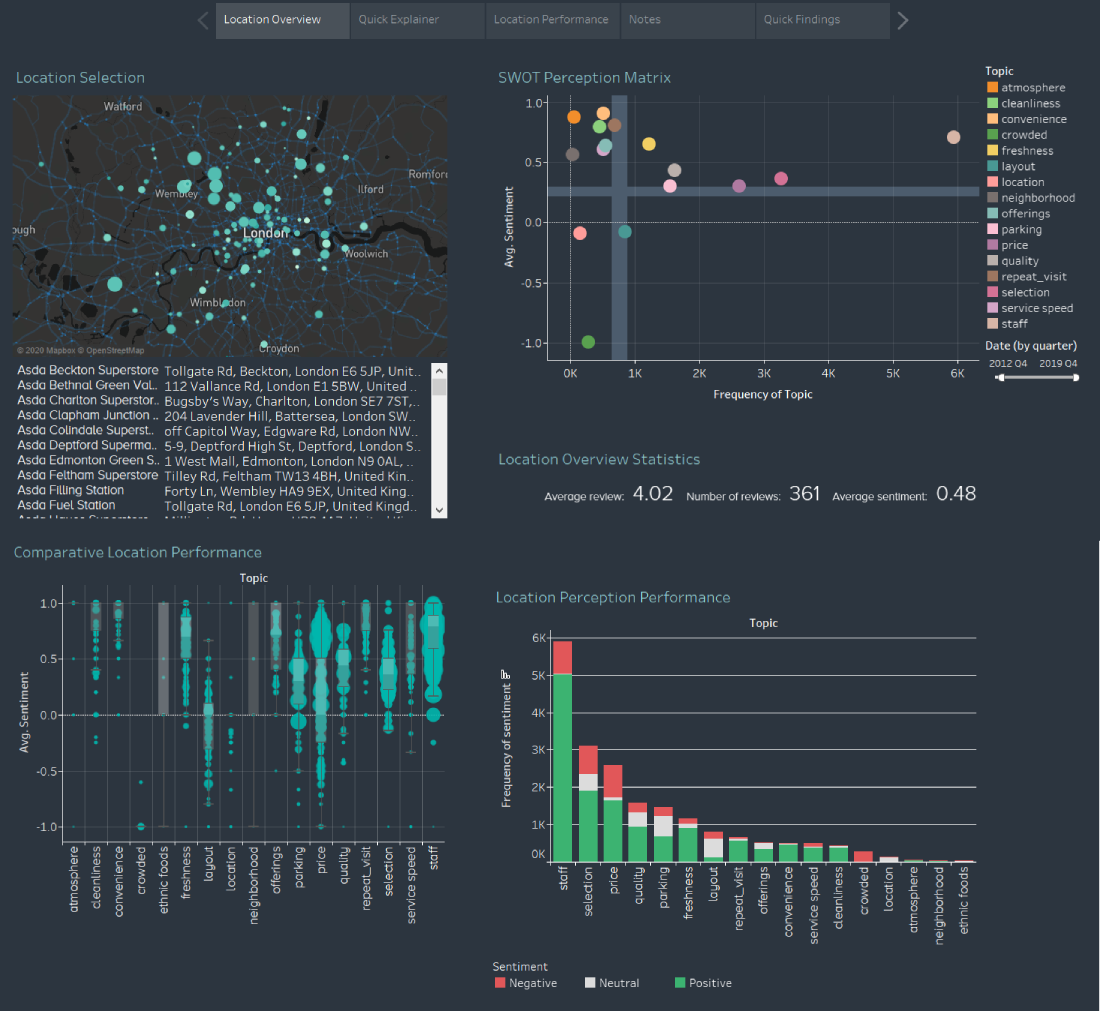 Location Overview
Quick Explainer
Location Performance
Notes
Quick Findings
Location Selection
Watford
Romford
Ilford
Wembley
ough
London
Woolwich
Wimbledon
Croydon
© 2020 Mapbox © OpenStreetMap
Asda Beckton Superstore Tollgate Rd, Beckton, London E6 5JP, Unit..
Asda Bethnal Green Val.. 112 Vallance Rd, London E1 5BW, United ..
Asda Charlton Superstor.. Bugsby's Way, Charlton, London SE7 7ST,..
Asda Clapham Junction .. 204 Lavender Hill, Battersea, London SW..
Asda Colindale Superst.. off Capitol Way, Edgware Rd, London NW..
Asda Deptford Superma.. 5-9, Deptford High St, Deptford, London S..
Asda Edmonton Green S.. 1 West Mall, Edmonton, London N9 0AL, ..
Asda Feltham Superstore Tilley Rd, Feltham TW13 4BH, United Kin..
Asda Filling Station Forty Ln, Wembley HA9 9EX, United King..
Asda Fuel Station Tollgate Rd, London E6 5JP, United Kingd..
SWOT Perception Matrix
Avg. Sentiment
1.0
0.5
0.0
-0.5
-1.0
0K 1K 2K 3K 4K 5K 6K
Frequency of Topic
Topic
atmosphere
cleanliness
convenience
crowded
freshness
layout
location
neighborhood
offerings
parking
price
quality
repeat_visit
selection
service speed
staff
Date (by quarter)
2012 Q4 2019 Q4
Location Overview Statistics
Average review: 4.02 Number of reviews: 361 Average sentiment: 0.48
Comparative Location Performance
Topic
Avg. Sentiment
1.0
0.5
0.0
-0.5
-1.0
atmosphere
cleanliness
convenience
crowded
ethnic foods
freshness
layout
location
neighborhood
offerings
parking
price
quality
repeat_visit
selection
service speed
staff
Location Perception Performance
Topic
Frequency of sentiment
6K
5K
4K
3K
2K
1K
0K
staff
selection
price
quality
parking
freshness
layout
repeat_visit
offerings
convenience
service speed
cleanliness
crowded
location
atmosphere
neighborhood
ethnic foods
Sentiment
Negative
Neutral
Positive